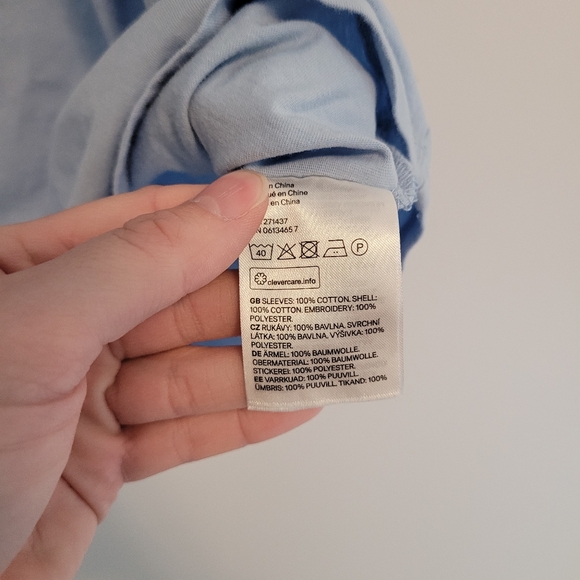 n China
ué en Chine
en China
271437
N 0613465 7
40
P
clevercare.info
GB SLEEVES: 100% COTTON. SHELL:
100% COTTON. EMBROIDERY: 100%
POLYESTER.
CZ RUKÁVY: 100% BAVLNA. SVRCHNÍ
LÁTKA: 100% BAVLNA. VÝŠIVKA: 100%
POLYESTER.
DE ÄRMEL: 100% BAUMWOLLE.
OBERMATERIAL: 100% BAUMWOLLE.
STICKEREI: 100% POLYESTER.
EE VARRKUAD: 100% PUUVILL.
ÜMBRIS: 100% PUUVILL. TIKAND: 100%